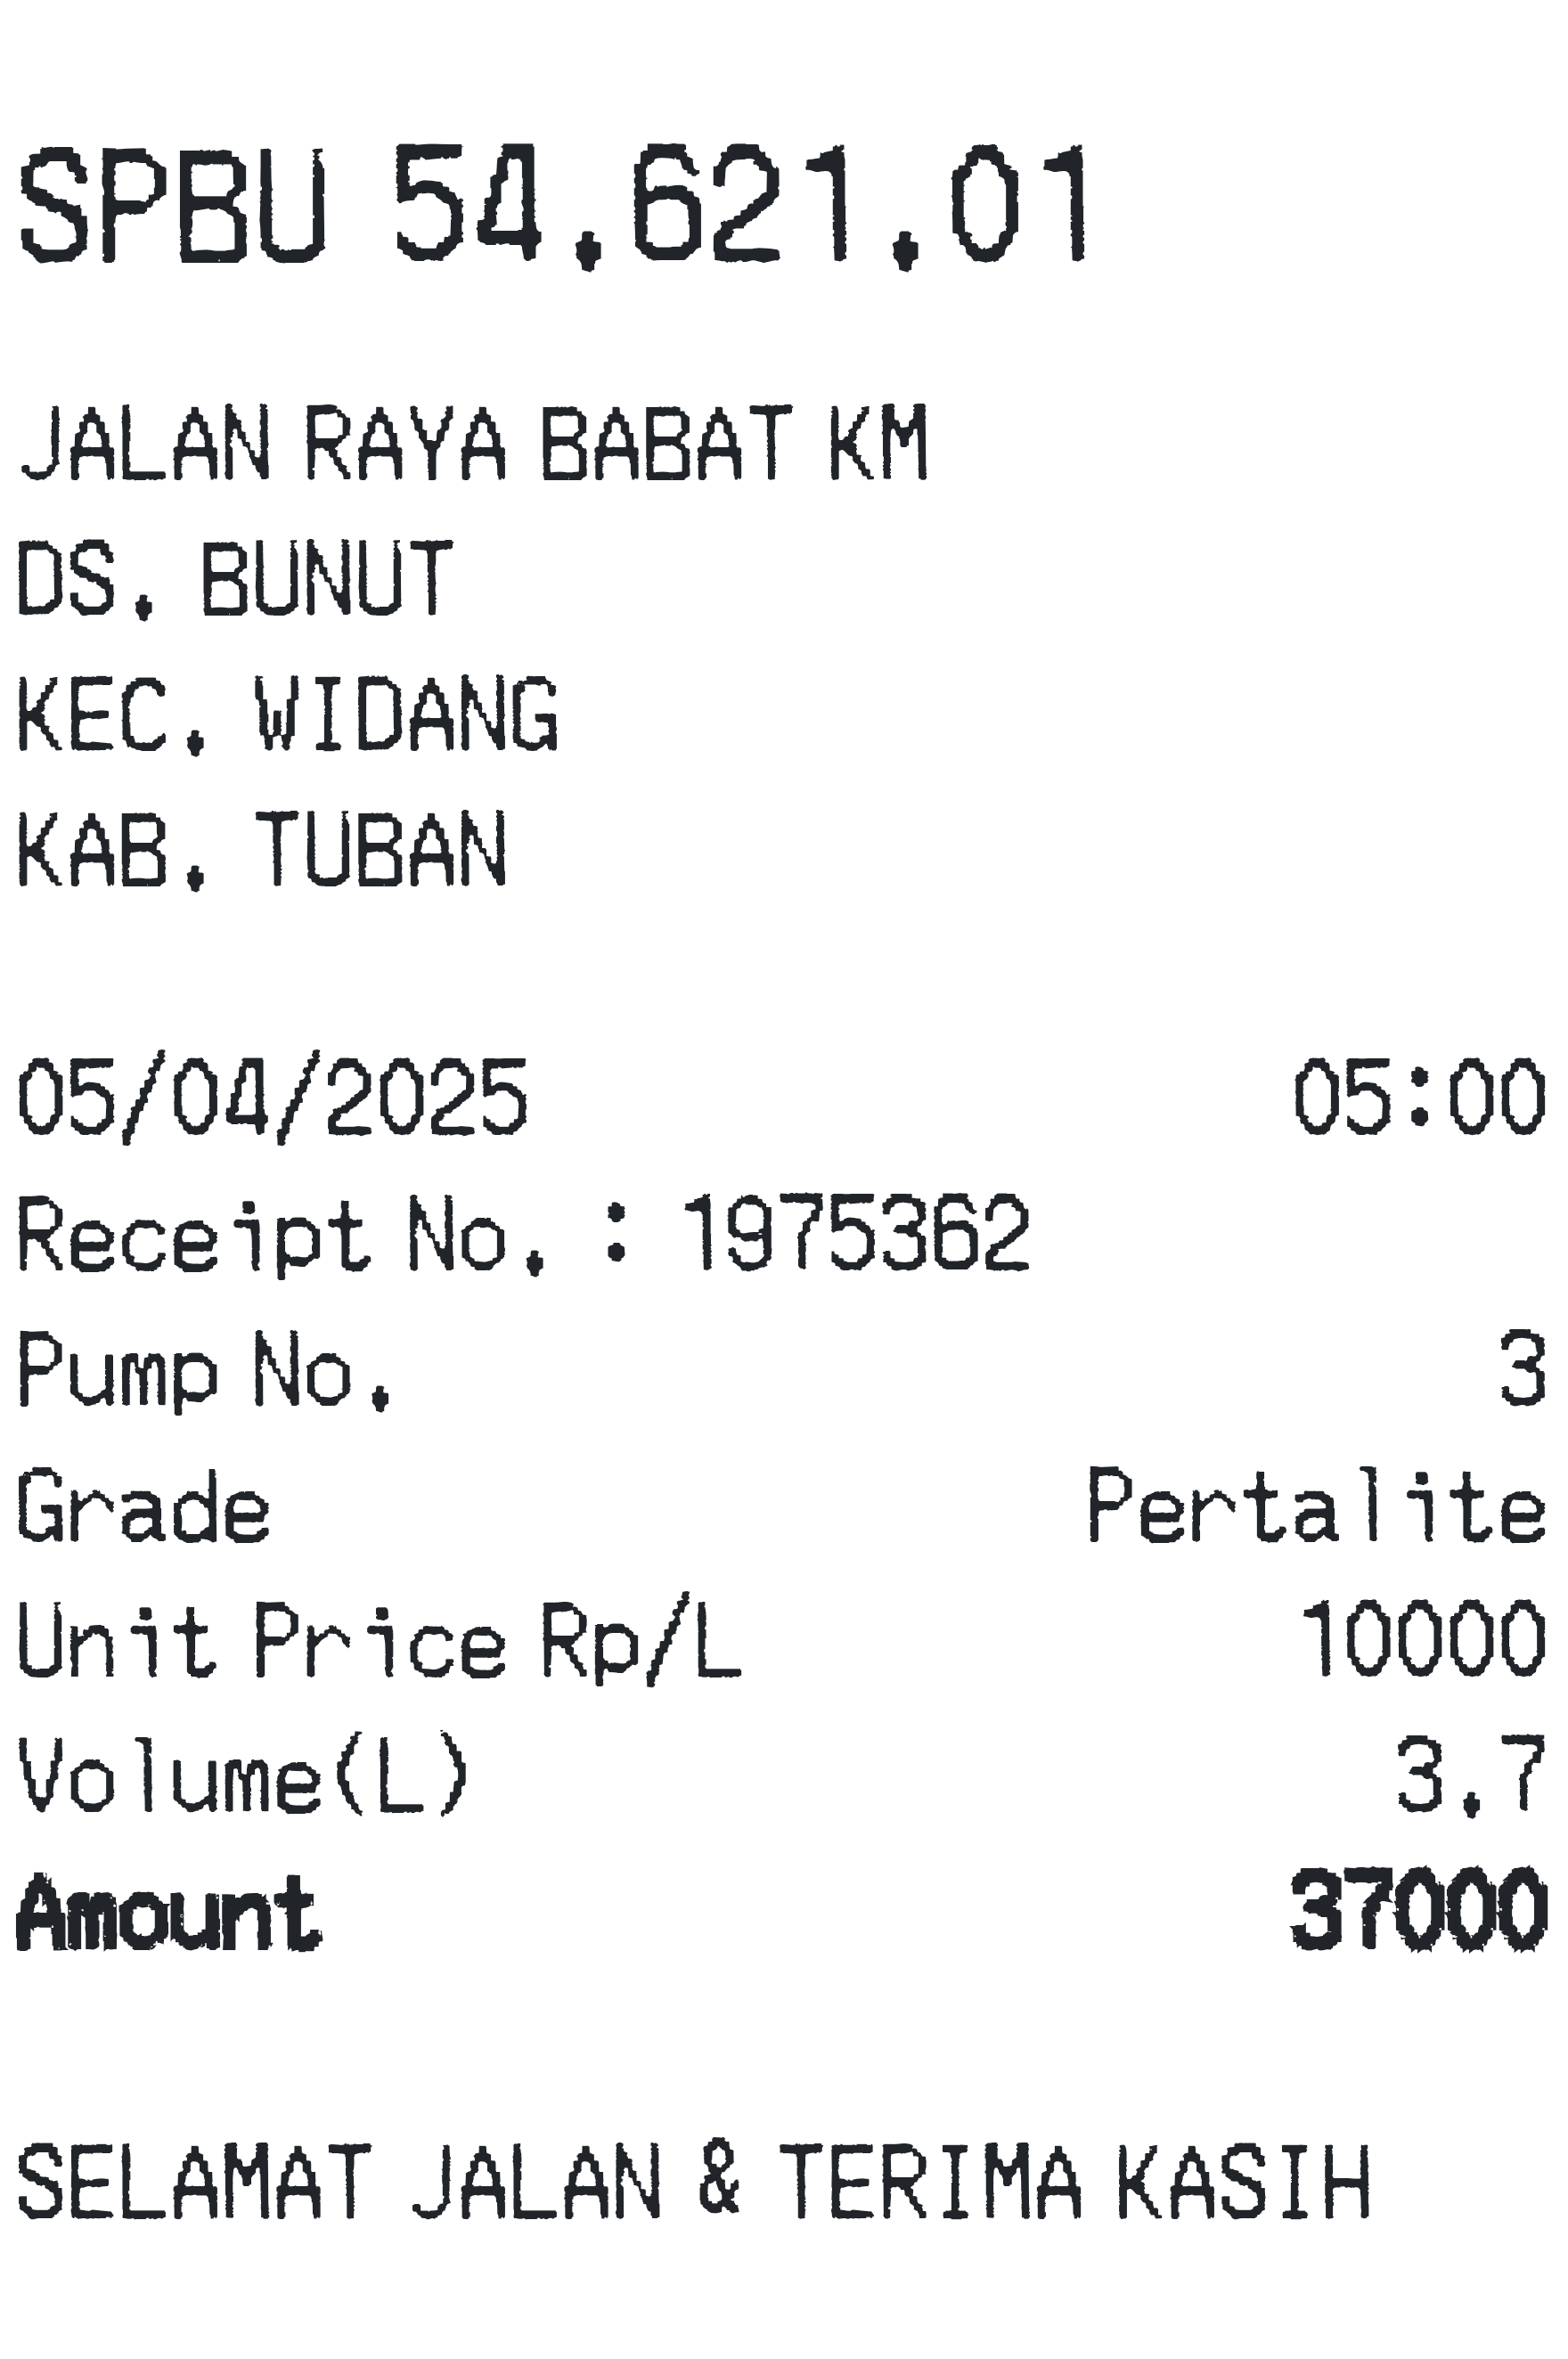 SPBU 54.621.01
JALAN RAYA BABAT KM
DS. BUNUT
KEC. WIDANG
KAB. TUBAN
05/04/2025 05:00
Receipt No. : 1975362
Pump No. 3
Grade Pertalite
Unit Price Rp/L 10000
Volume(L) 3.7
Amount 37000
SELAMAT JALAN & TERIMA KASIH